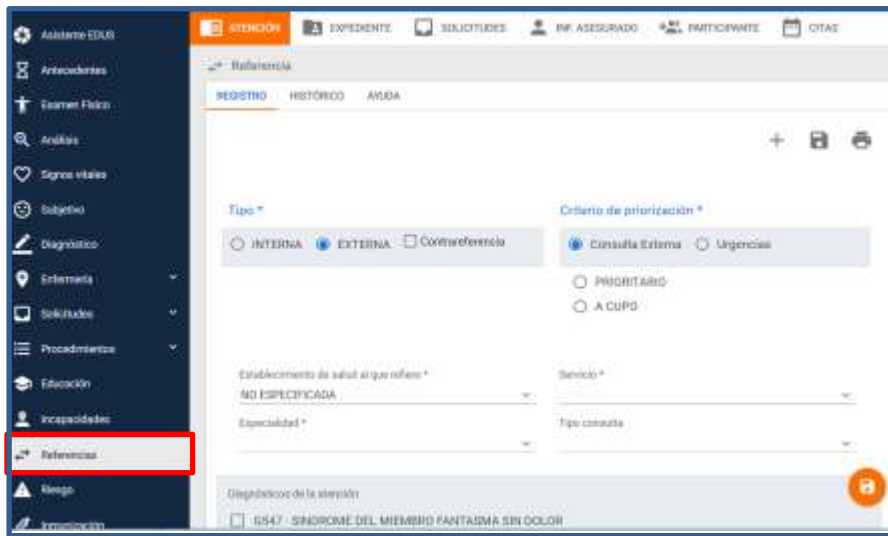 ATENCIÓN EXPEDIENTE SOLICITUDES INF. ASEGURADO PARTICIPANTE CITAS
Asistente EDUS
Antecedentes
Examen Físico
Análisis
Signos vitales
Subjetivo
Diagnóstico
Enfermería
Solicitudes
Procedimientos
Educación
Incapacidades
Referencias
Riesgo
Inmunización
Referencia
REGISTRO HISTÓRICO AYUDA
Tipo * Criterio de priorización *
INTERNA EXTERNA Contrareferencia Consulta Externa Urgencias
PRIORITARIO
A CUPO
Establecimiento de salud al que refiere * Servicio *
NO ESPECIFICADA
Especialidad * Tipo consulta
Diagnósticos de la atención
G547 - SINDROME DEL MIEMBRO FANTASMA SIN DOLOR